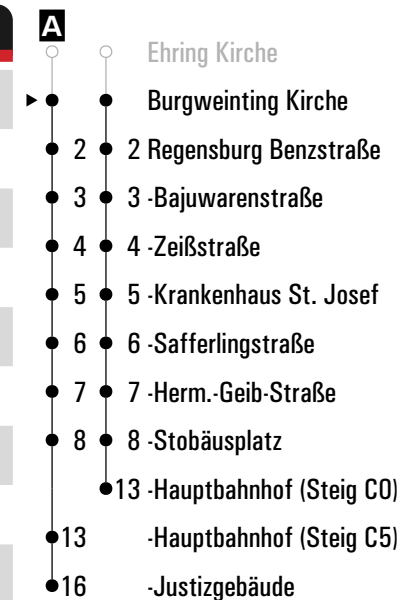 A
Ehring Kirche
Burgweinting Kirche
2 2 Regensburg Benzstraße
3 3 -Bajuwarenstraße
4 4 -Zeißstraße
5 5 -Krankenhaus St. Josef
6 6 -Safferlingstraße
7 7 -Herm.-Geib-Straße
8 8 -Stobäusplatz
13 -Hauptbahnhof (Steig C0)
13 -Hauptbahnhof (Steig C5)
16 -Justizgebäude